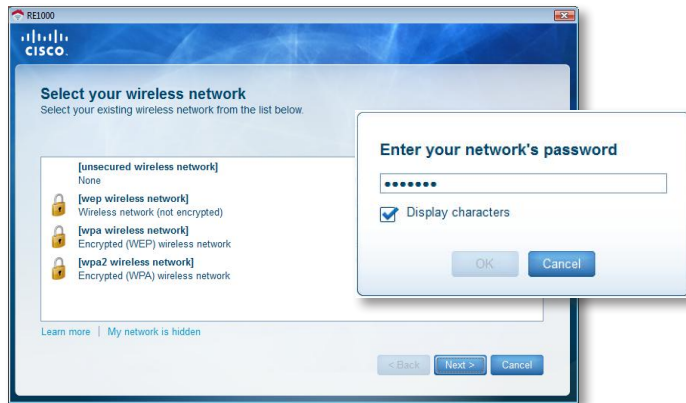 RE1000
CISCO.
Select your wireless network
Select your existing wireless network from the list below.
[unsecured wireless network]
None
[wep wireless network]
Wireless network (not encrypted)
[wpa wireless network]
Encrypted (WEP) wireless network
[wpa2 wireless network]
Encrypted (WPA) wireless network
Learn more | My network is hidden
< Back Next > Cancel
Enter your network's password
•••••••
Display characters
OK Cancel